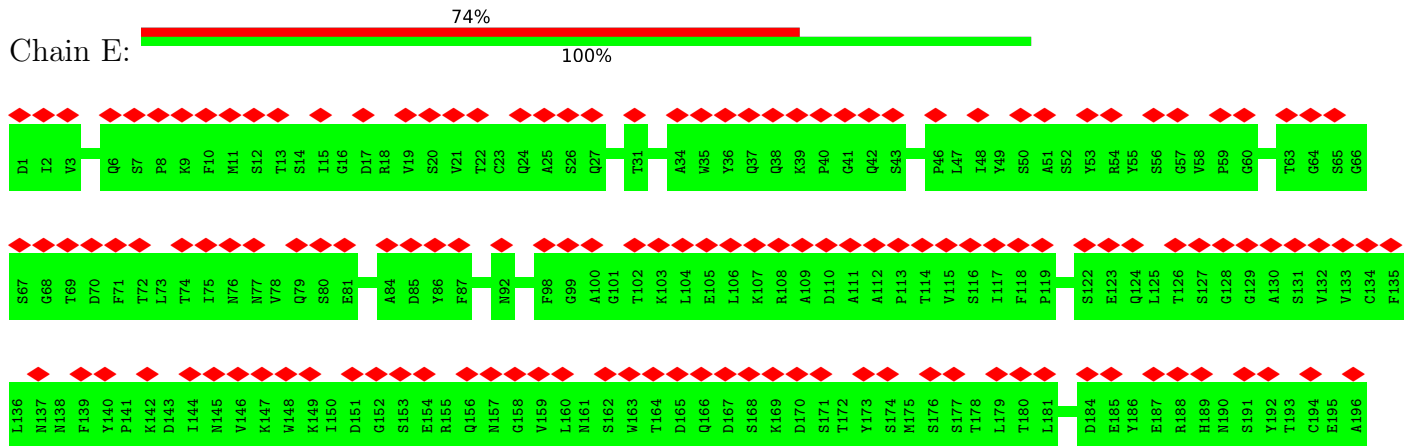 74%
Chain E:
100%
D1 I2 V3 Q6 S7 P8 K9 F10 M11 S12 T13 S14 I15 G16 D17 R18 V19 S20 V21 T22 C23 Q24 A25 S26 Q27 T31 A34 W35 Y36 Q37 Q38 K39 P40 G41 Q42 S43 P46 L47 I48 Y49 S50 A51 S52 Y53 R54 Y55 S56 G57 V58 P59 G60 T63 G64 S65 G66
S67 G68 T69 D70 F71 T72 L73 T74 I75 N76 N77 V78 Q79 S80 E81 A84 D85 Y86 F87 N92 F98 G99 A100 G101 T102 K103 L104 E105 L106 K107 R108 A109 D110 A111 A112 P113 T114 V115 S116 I117 F118 P119 S122 E123 Q124 L125 T126 S127 G128 G129 A130 S131 V132 V133 C134 F135
L136 N137 N138 F139 Y140 P141 K142 D143 I144 N145 V146 K147 W148 K149 I150 D151 G152 S153 E154 R155 Q156 N157 G158 V159 L160 N161 S162 W163 T164 D165 Q166 D167 S168 K169 D170 S171 T172 Y173 S174 M175 S176 S177 T178 L179 T180 L181 D184 E185 Y186 E187 R188 H189 N190 S191 Y192 T193 C194 E195 A196